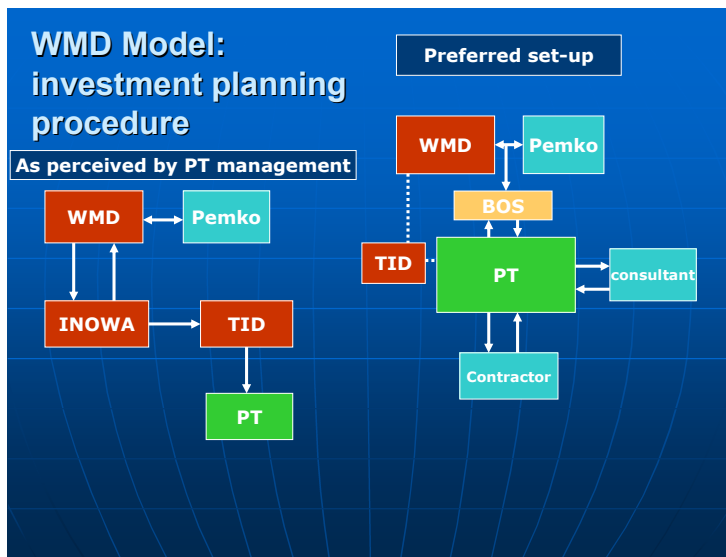 WMD Model:
investment planning
procedure
Preferred set-up
As perceived by PT management
WMD
Pemko
INOWA
TID
PT
WMD
Pemko
BOS
TID
PT
consultant
Contractor